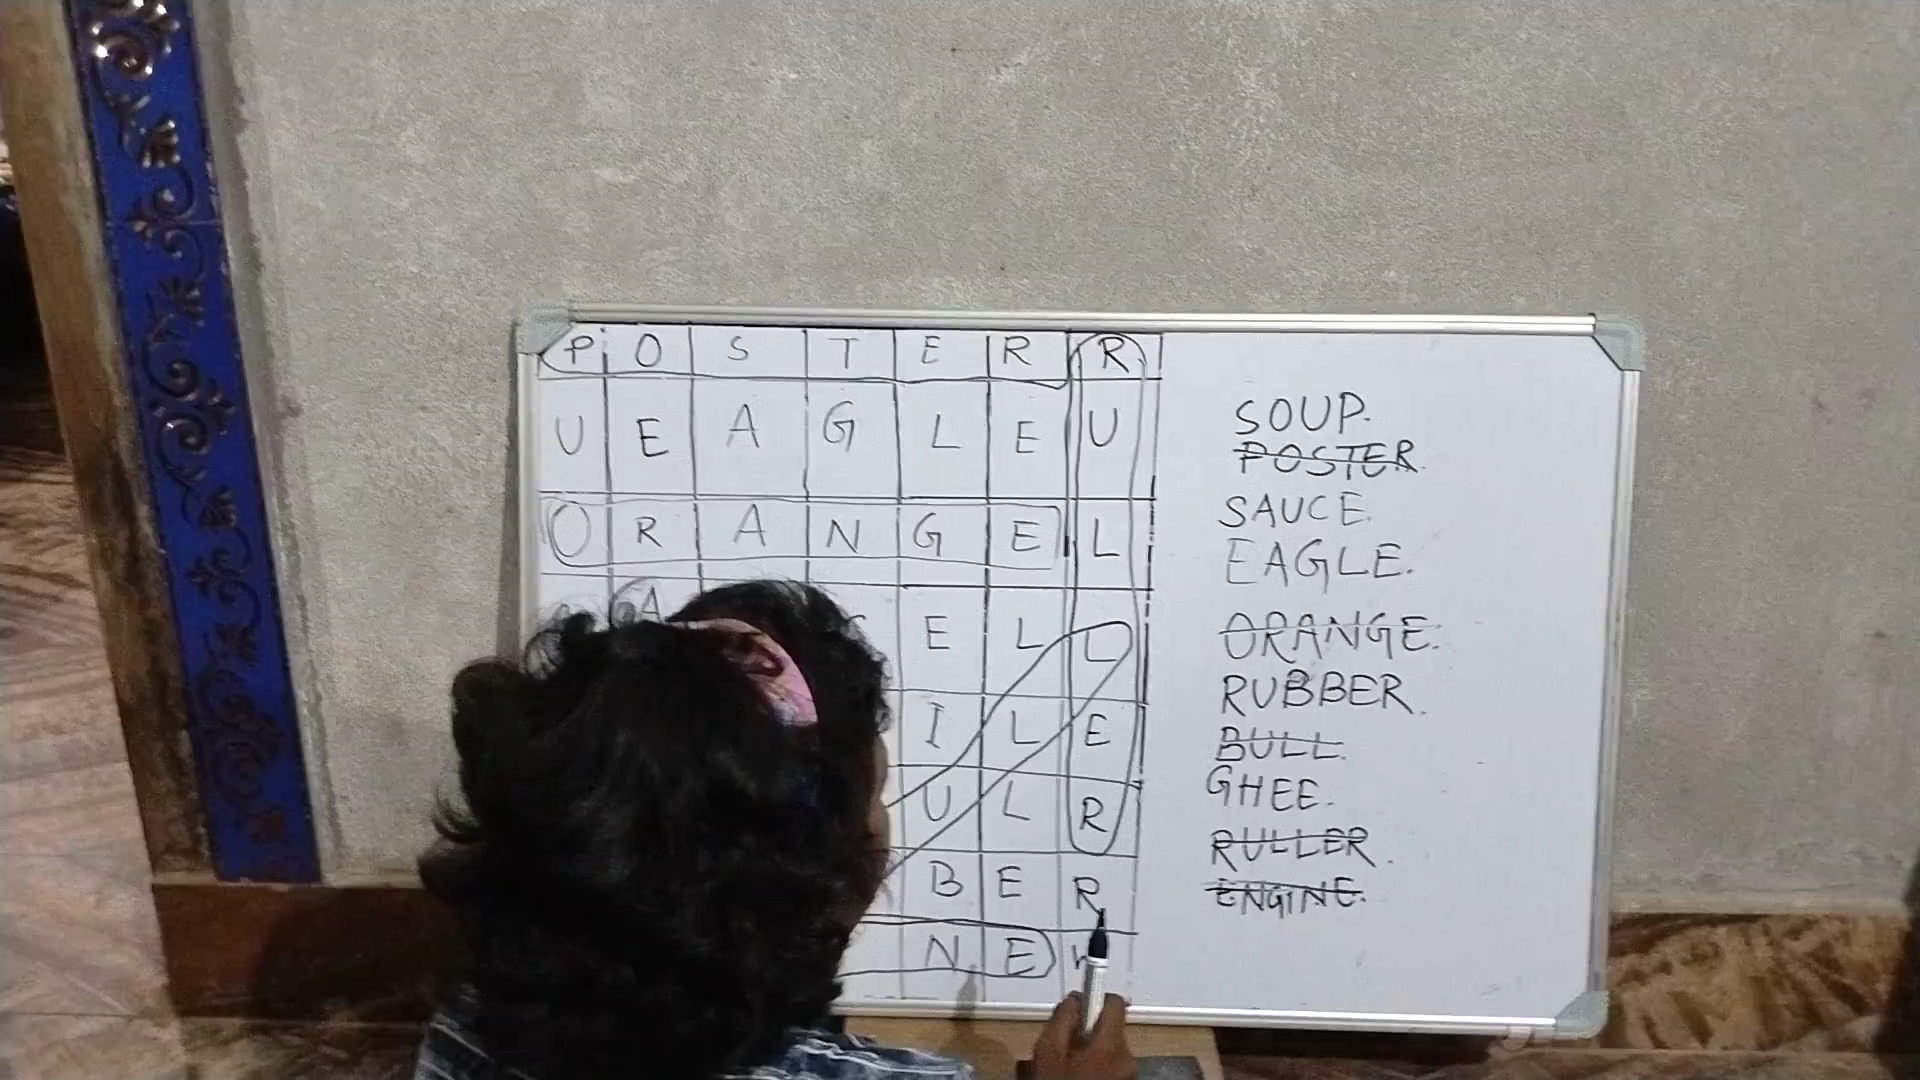 P O S T E R R
U E A G L E U
O R A N G E L
A E L L
I L E
U L R
B E R
N E
SOUP.
POSTER.
SAUCE.
EAGLE.
ORANGE.
RUBBER.
BULL.
GHEE.
RULLER.
ENGINE.